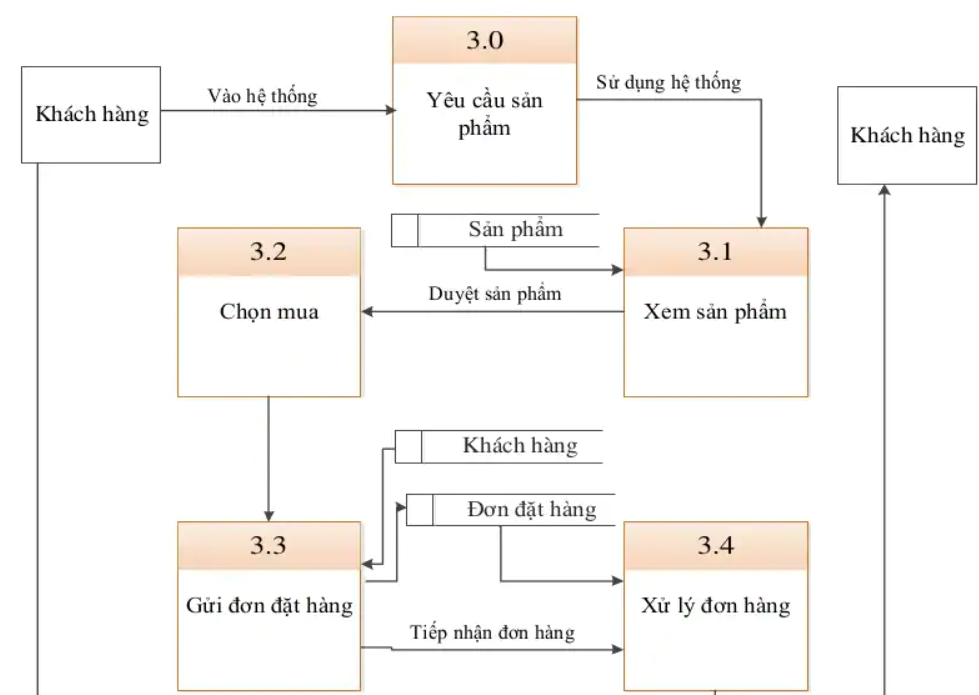 3.0
Khách hàng
Vào hệ thống
Yêu cầu sản
phẩm
Sử dụng hệ thống
Khách hàng
Sản phẩm
3.2
3.1
Duyệt sản phẩm
Chọn mua
Xem sản phẩm
Khách hàng
Đơn đặt hàng
3.3
3.4
Gửi đơn đặt hàng
Xử lý đơn hàng
Tiếp nhận đơn hàng